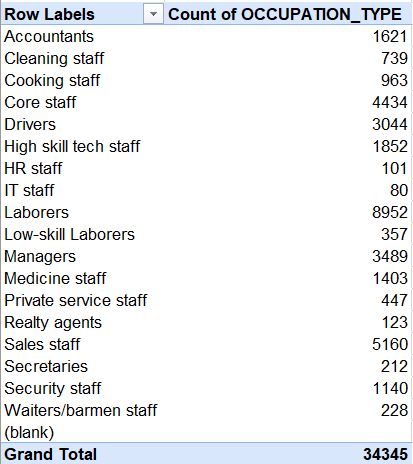 Row Labels Count of OCCUPATION_TYPE
Accountants 1621
Cleaning staff 739
Cooking staff 963
Core staff 4434
Drivers 3044
High skill tech staff 1852
HR staff 101
IT staff 80
Laborers 8952
Low-skill Laborers 357
Managers 3489
Medicine staff 1403
Private service staff 447
Realty agents 123
Sales staff 5160
Secretaries 212
Security staff 1140
Waiters/barmen staff 228
(blank)
Grand Total 34345